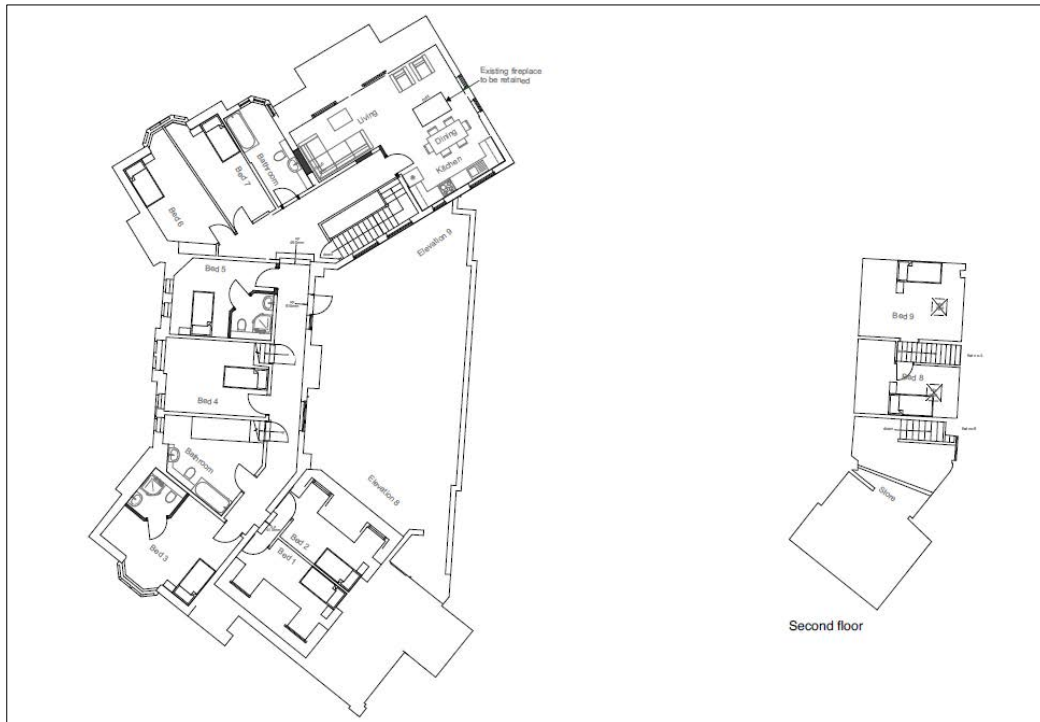 Existing fireplace
to be retained
Living
Dining
Kitchen
Bathroom
Bed 7
Bed 6
Elevation 9
Bed 5
Bed 4
Bathroom
Bed 3
Elevation 8
Bed 2
Bed 1
Bed 9
Bed 8
Store
Second floor